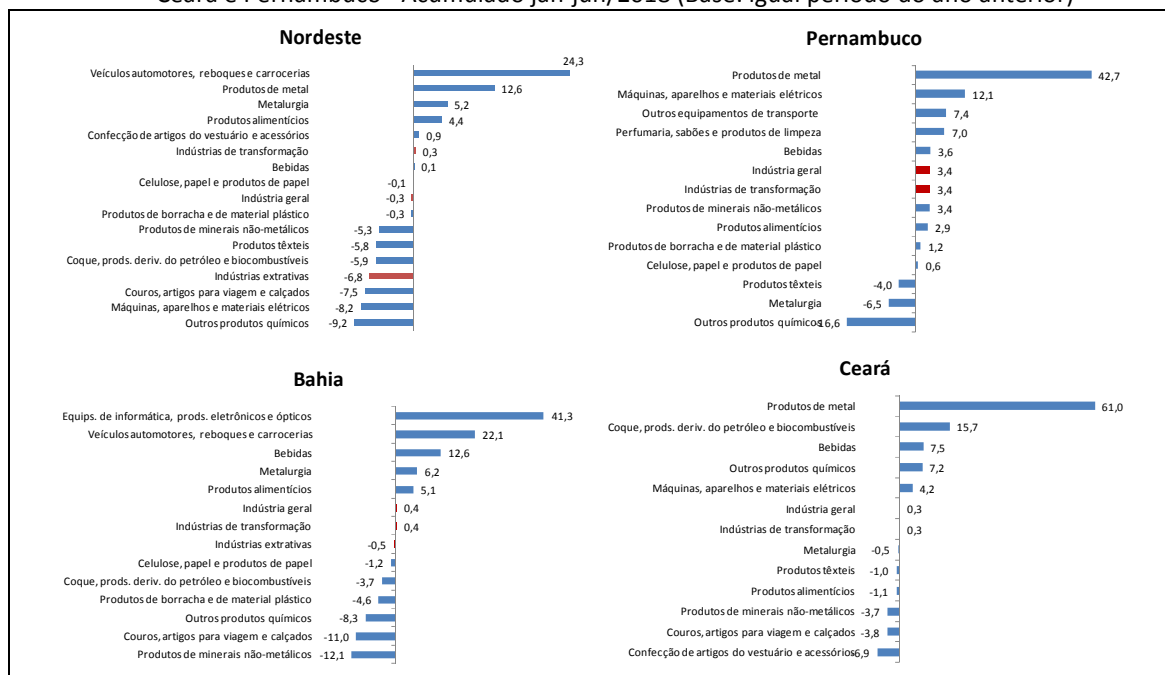 Ceará e Pernambuco - Acumulado jan-jun/2018 (Base: igual período do ano anterior)
Nordeste
Veículos automotores, reboques e carrocerias 24,3
Produtos de metal 12,6
Metalurgia 5,2
Produtos alimentícios 4,4
Confecção de artigos do vestuário e acessórios 0,9
Indústrias de transformação 0,3
Bebidas 0,1
Celulose, papel e produtos de papel -0,1
Indústria geral -0,3
Produtos de borracha e de material plástico -0,3
Produtos de minerais não-metálicos -5,3
Produtos têxteis -5,8
Coque, prods. deriv. do petróleo e biocombustíveis -5,9
Indústrias extrativas -6,8
Couros, artigos para viagem e calçados -7,5
Máquinas, aparelhos e materiais elétricos -8,2
Outros produtos químicos -9,2
Pernambuco
Produtos de metal 42,7
Máquinas, aparelhos e materiais elétricos 12,1
Outros equipamentos de transporte 7,4
Perfumaria, sabões e produtos de limpeza 7,0
Bebidas 3,6
Indústria geral 3,4
Indústrias de transformação 3,4
Produtos de minerais não-metálicos 3,4
Produtos alimentícios 2,9
Produtos de borracha e de material plástico 1,2
Celulose, papel e produtos de papel 0,6
Produtos têxteis -4,0
Metalurgia -6,5
Outros produtos químicos -16,6
Bahia
Equips. de informática, prods. eletrônicos e ópticos 41,3
Veículos automotores, reboques e carrocerias 22,1
Bebidas 12,6
Metalurgia 6,2
Produtos alimentícios 5,1
Indústria geral 0,4
Indústrias de transformação 0,4
Indústrias extrativas -0,5
Celulose, papel e produtos de papel -1,2
Coque, prods. deriv. do petróleo e biocombustíveis -3,7
Produtos de borracha e de material plástico -4,6
Outros produtos químicos -8,3
Couros, artigos para viagem e calçados -11,0
Produtos de minerais não-metálicos -12,1
Ceará
Produtos de metal 61,0
Coque, prods. deriv. do petróleo e biocombustíveis 15,7
Bebidas 7,5
Outros produtos químicos 7,2
Máquinas, aparelhos e materiais elétricos 4,2
Indústria geral 0,3
Indústrias de transformação 0,3
Metalurgia -0,5
Produtos têxteis -1,0
Produtos alimentícios -1,1
Produtos de minerais não-metálicos -3,7
Couros, artigos para viagem e calçados -3,8
Confecção de artigos do vestuário e acessórios -6,9